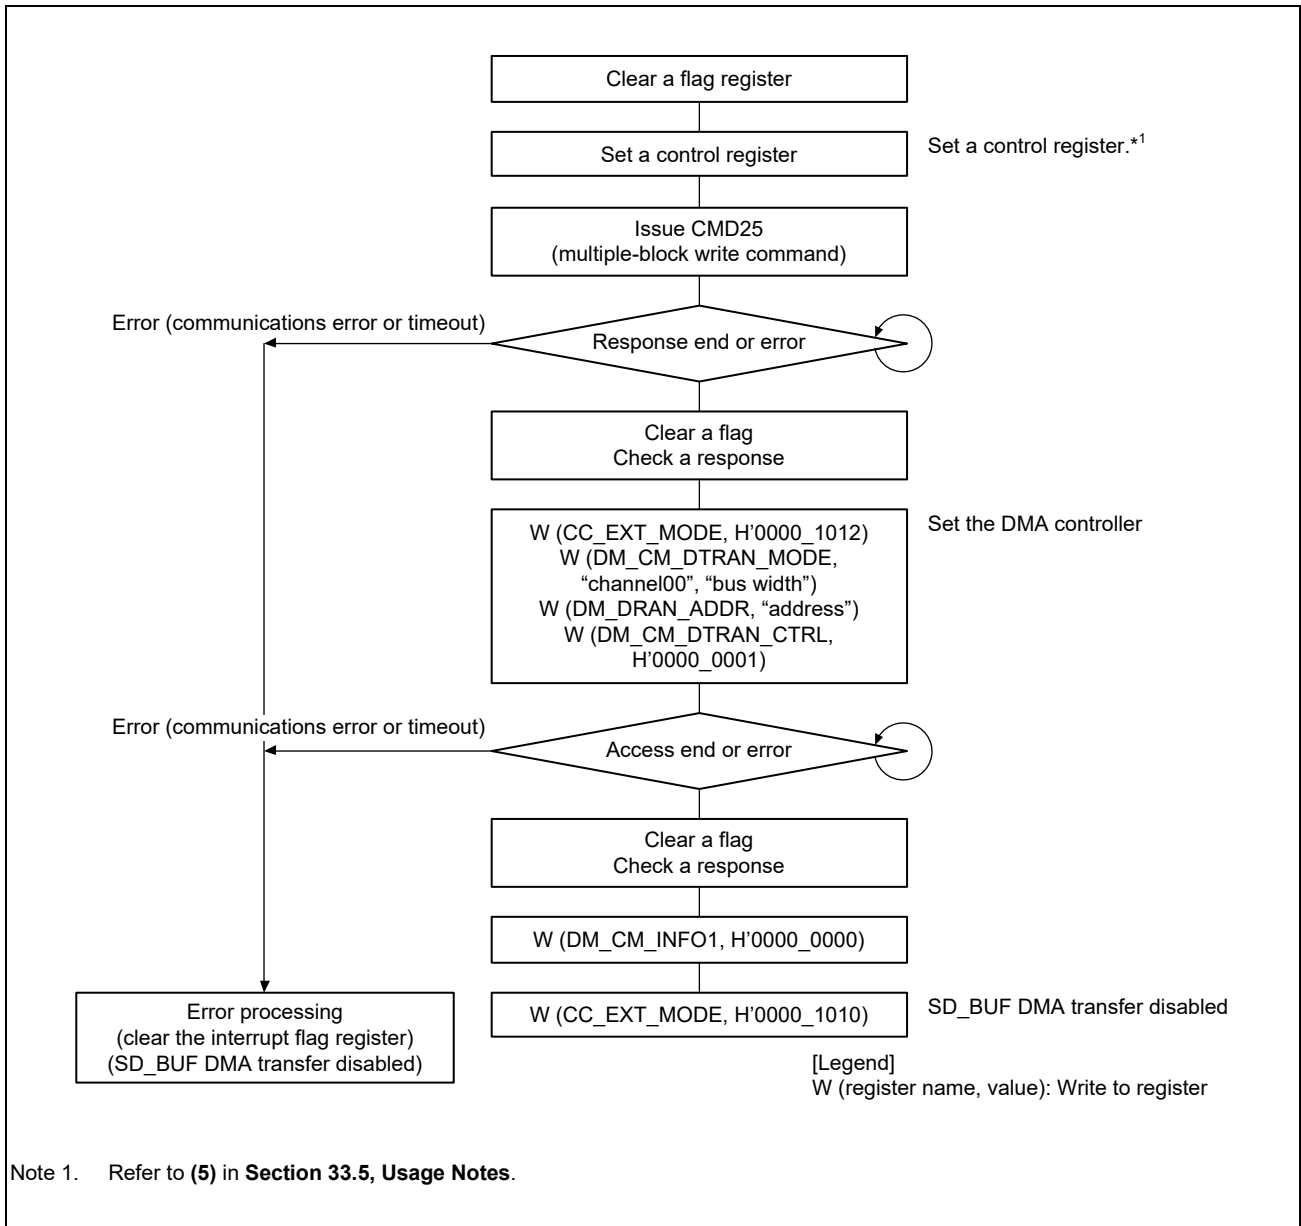 Clear a flag register
Set a control register
Set a control register.*1
Issue CMD25
(multiple-block write command)
Error (communications error or timeout)
Response end or error
Clear a flag
Check a response
W (CC_EXT_MODE, H'0000_1012)
W (DM_CM_DTRAN_MODE,
“channel00”, “bus width”)
W (DM_DRAN_ADDR, “address”)
W (DM_CM_DTRAN_CTRL,
H'0000_0001)
Set the DMA controller
Error (communications error or timeout)
Access end or error
Clear a flag
Check a response
W (DM_CM_INFO1, H'0000_0000)
Error processing
(clear the interrupt flag register)
(SD_BUF DMA transfer disabled)
W (CC_EXT_MODE, H'0000_1010)
SD_BUF DMA transfer disabled
[Legend]
W (register name, value): Write to register
Note 1. Refer to (5) in Section 33.5, Usage Notes.